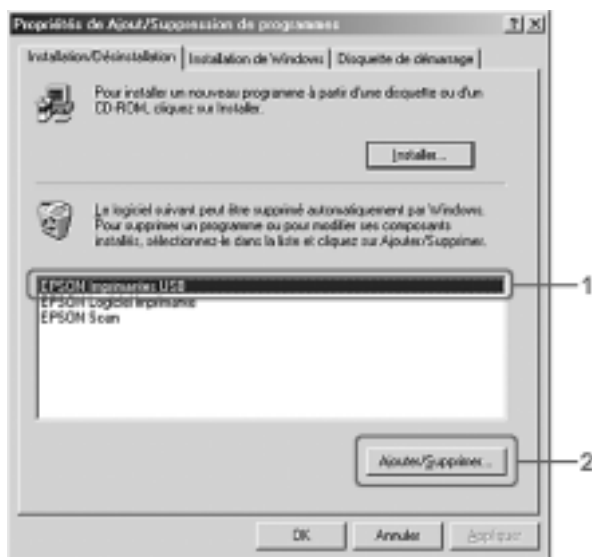 Propriétés de Ajout/Suppression de programmes
Installation/Désinstallation
Installation de Windows
Disquette de démarrage
Pour installer un nouveau programme à partir d'une disquette ou d'un
CD-ROM, cliquez sur Installer.
Installer...
Le logiciel suivant peut être supprimé automatiquement par Windows.
Pour supprimer un programme ou pour modifier ses composants
installés, sélectionnez-le dans la liste et cliquez sur Ajouter/Supprimer.
EPSON Imprimantes USB
1
EPSON Logiciel imprimante
EPSON Scan
Ajouter/Supprimer...
2
OK
Annuler
Appliquer